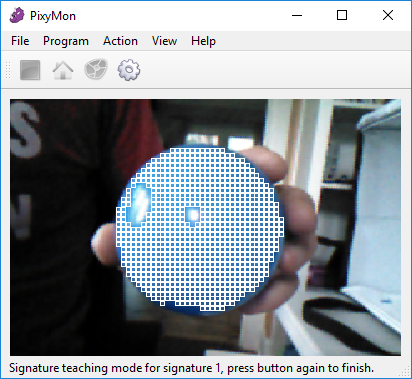 PixyMon
File Program Action View Help
Signature teaching mode for signature 1, press button again to finish.